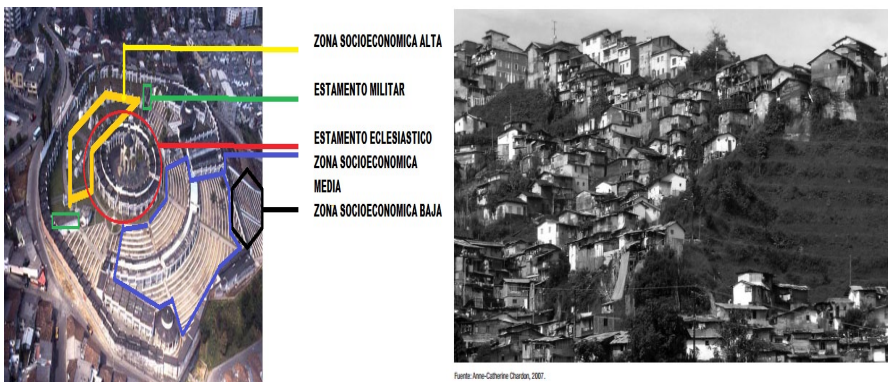 ZONA SOCIOECONOMICA ALTA
ESTAMENTO MILITAR
ESTAMENTO ECLESIASTICO
ZONA SOCIOECONOMICA
MEDIA
ZONA SOCIOECONOMICA BAJA
Fuente: Anne-Catherine Chardon, 2007.